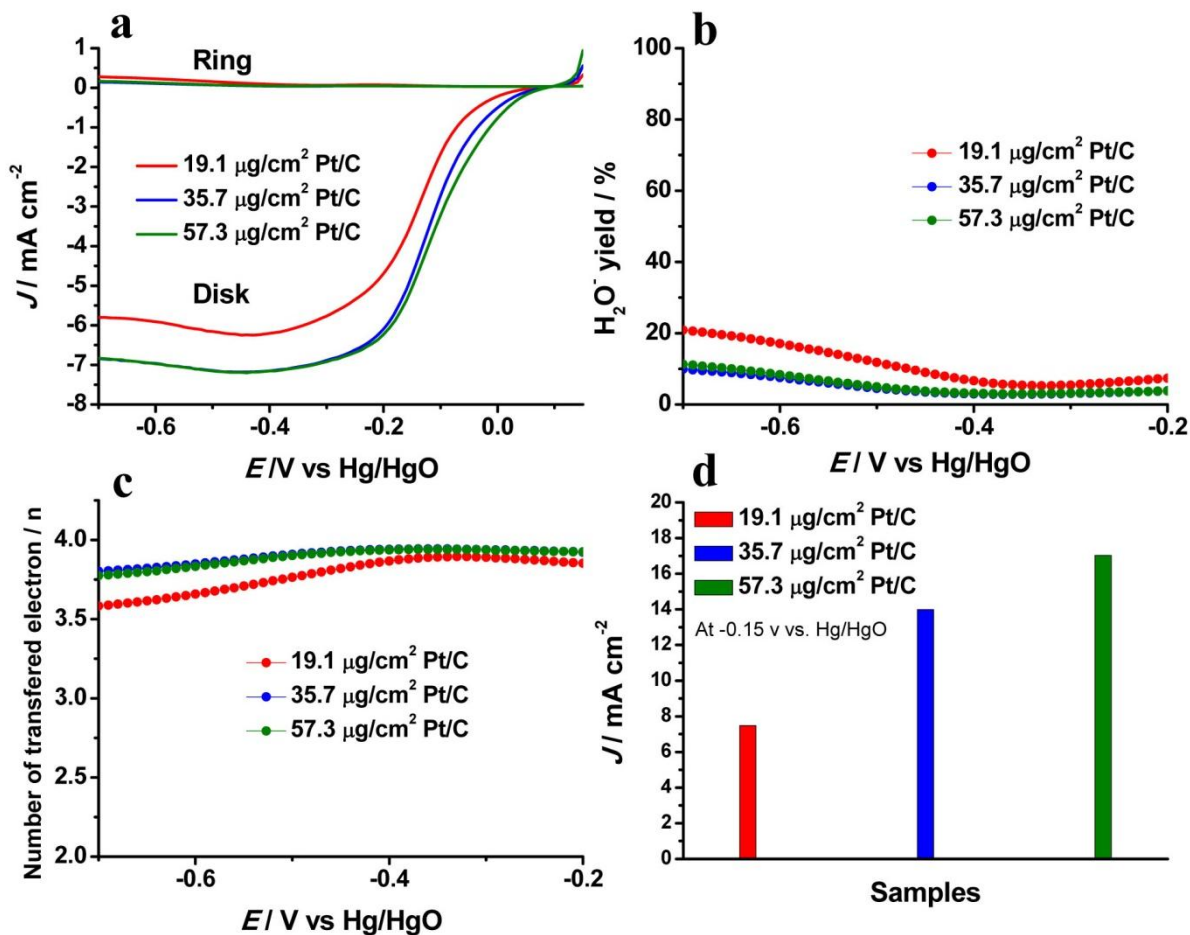 a
1
0
-1
-2
-3
-4
-5
-6
-7
-8
Ring
19.1 μg/cm² Pt/C
35.7 μg/cm² Pt/C
57.3 μg/cm² Pt/C
Disk
J / mA cm⁻²
-0.6 -0.4 -0.2 0.0
E /V vs Hg/HgO
b
100
80
60
40
20
0
19.1 μg/cm² Pt/C
35.7 μg/cm² Pt/C
57.3 μg/cm² Pt/C
H₂O⁻ yield / %
-0.6 -0.4 -0.2
E / V vs Hg/HgO
c
4.0
3.5
3.0
2.5
2.0
19.1 μg/cm² Pt/C
35.7 μg/cm² Pt/C
57.3 μg/cm² Pt/C
Number of transfered electron / n
-0.6 -0.4 -0.2
E / V vs Hg/HgO
d
20
18
16
14
12
10
8
6
4
2
0
19.1 μg/cm² Pt/C
35.7 μg/cm² Pt/C
57.3 μg/cm² Pt/C
At -0.15 v vs. Hg/HgO
J / mA cm⁻²
Samples